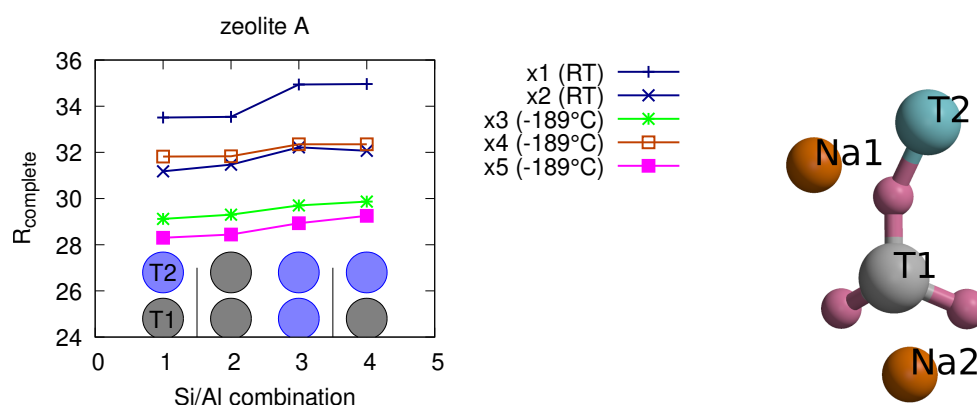 zeolite A
36
34
32
30
28
26
24
R_complete
0 1 2 3 4 5
Si/Al combination
T2
T1
x1 (RT)
x2 (RT)
x3 (-189°C)
x4 (-189°C)
x5 (-189°C)
T2
Na1
T1
Na2